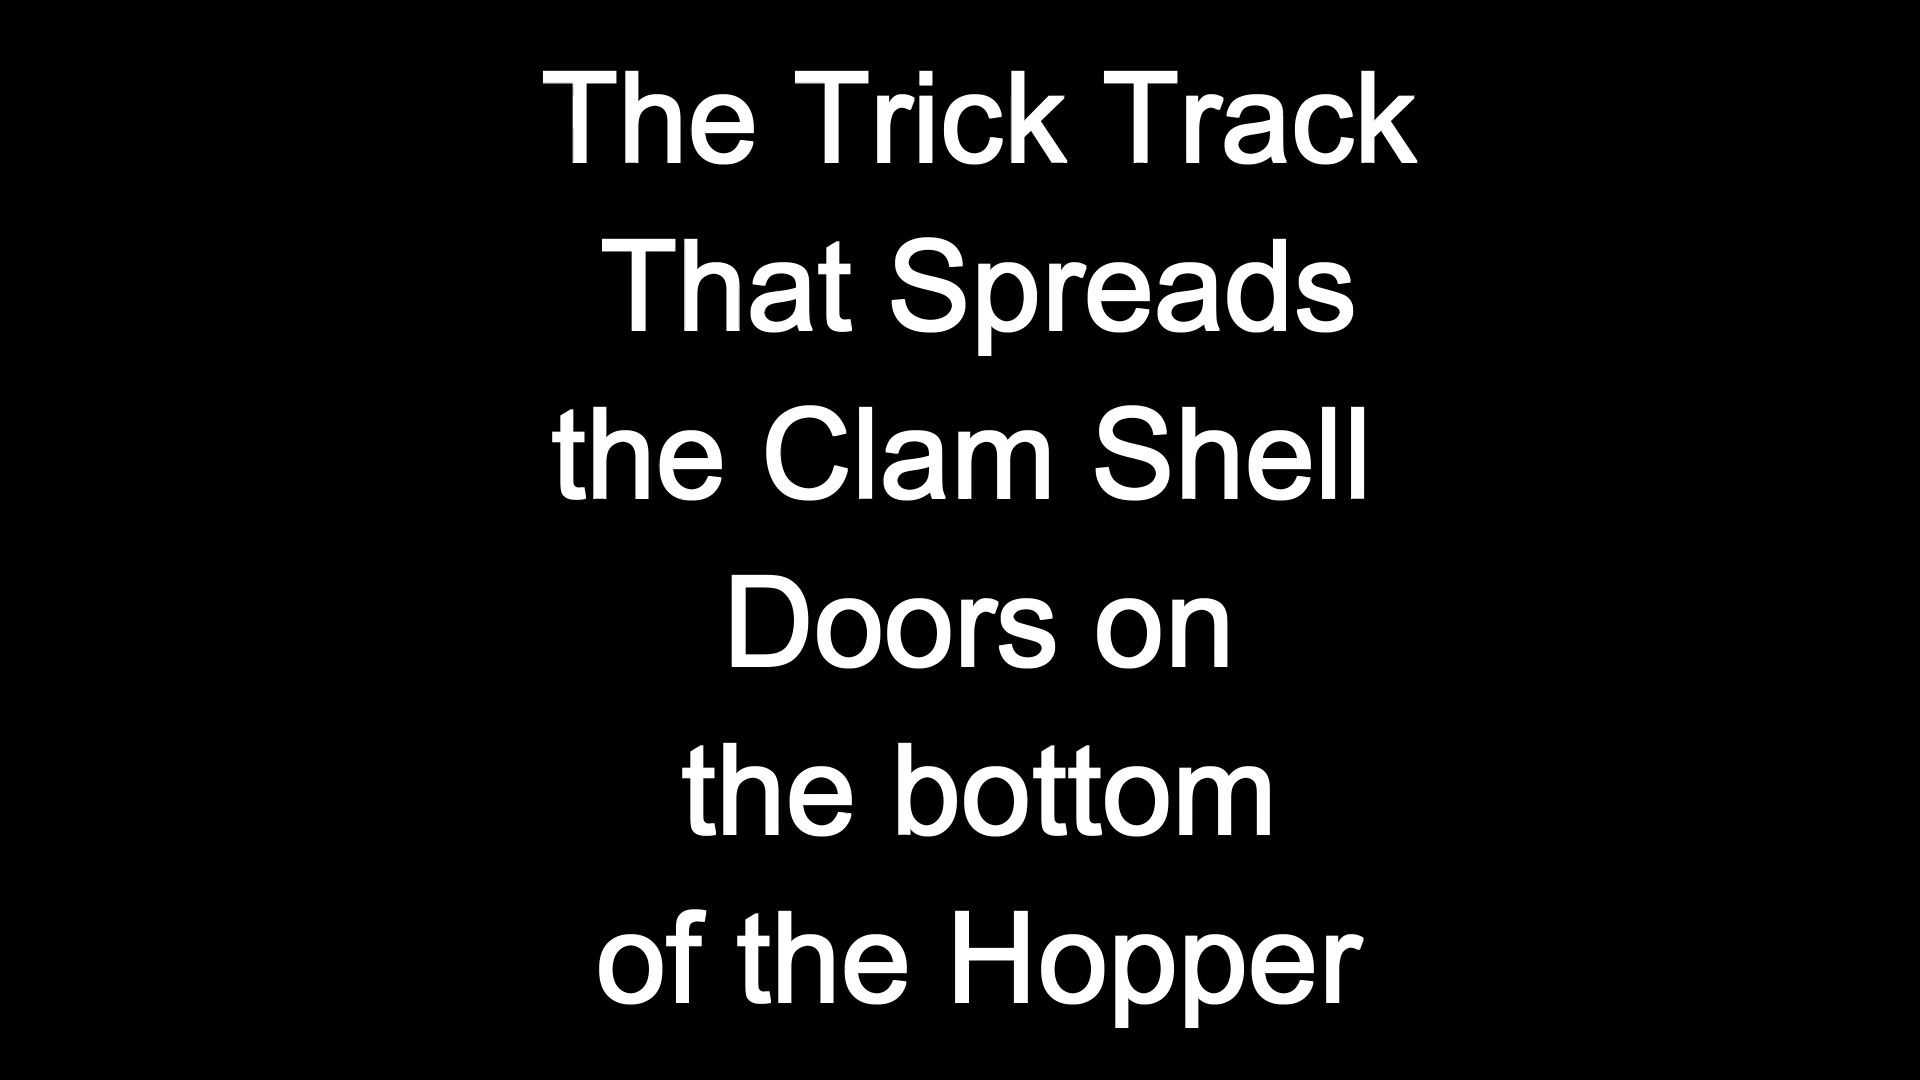 The Trick Track
That Spreads
the Clam Shell
Doors on
the bottom
of the Hopper